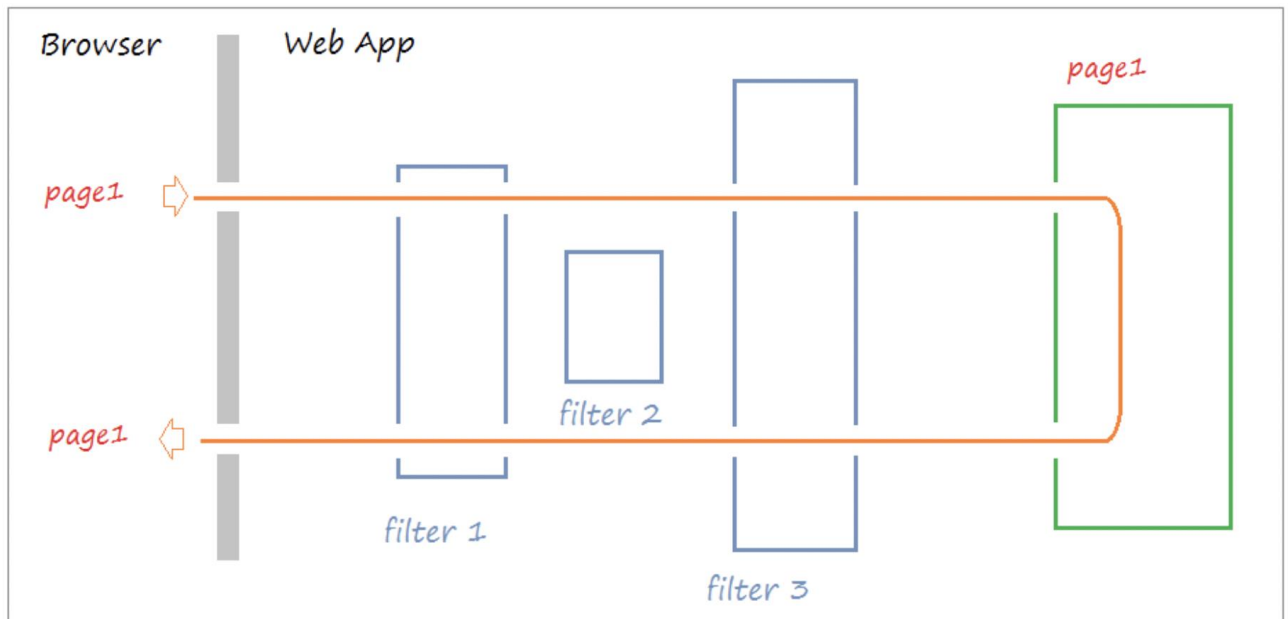 Browser
Web App
page1
page1
filter 2
page1
filter 1
filter 3